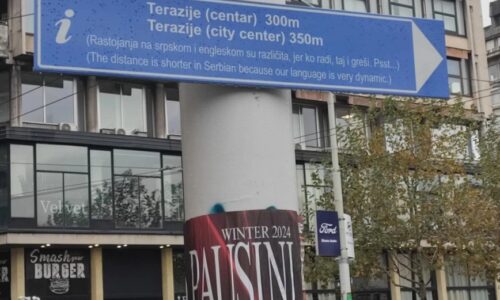 i
Terazije (centar) 300m
Terazije (city center) 350m
(Rastojanja na srpskom i engleskom su različita, jer ko radi, taj i greši. Psst...)
(The distance is shorter in Serbian because our language is very dynamic.)
Velvet
WINTER 2024
PAUSINI
Ford
SMASH
BURGER